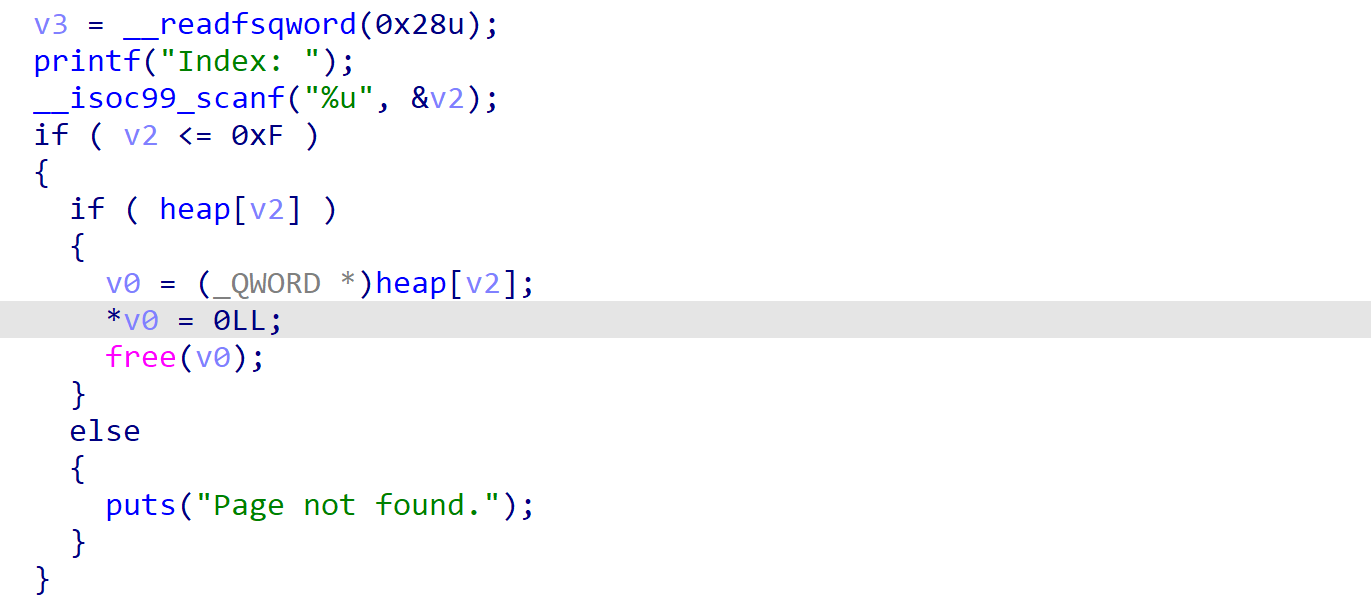 v3 = __readfsqword(0x28u);
printf("Index: ");
__isoc99_scanf("%u", &v2);
if ( v2 <= 0xF )
{
if ( heap[v2] )
{
v0 = (_QWORD *)heap[v2];
*v0 = 0LL;
free(v0);
}
else
{
puts("Page not found.");
}
}